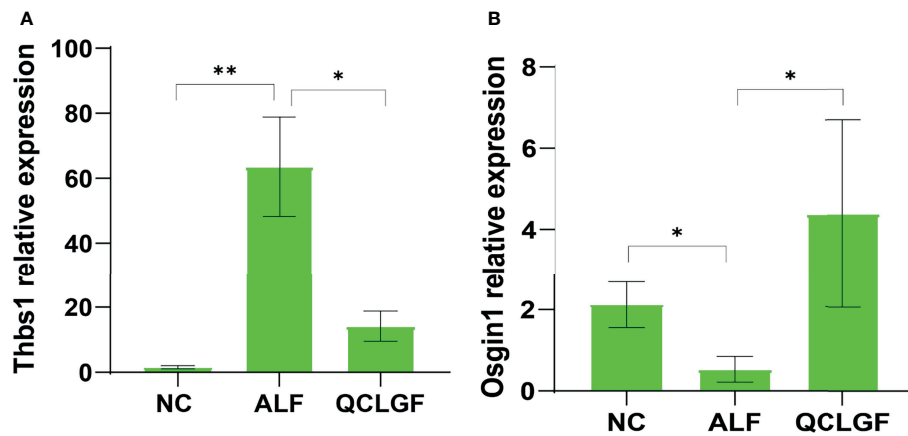 A
Thbs1 relative expression
100
80
60
40
20
0
**
*
NC ALF QCLGF
B
Osgin1 relative expression
8
6
4
2
0
*
*
NC ALF QCLGF